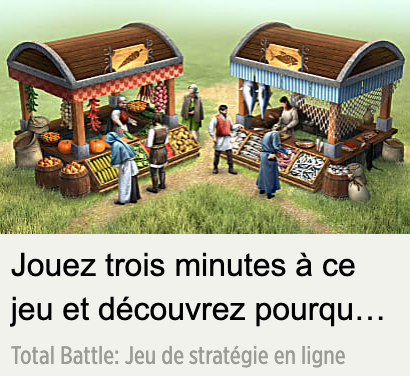 Jouez trois minutes à ce
jeu et découvrez pourqu…
Total Battle: Jeu de stratégie en ligne